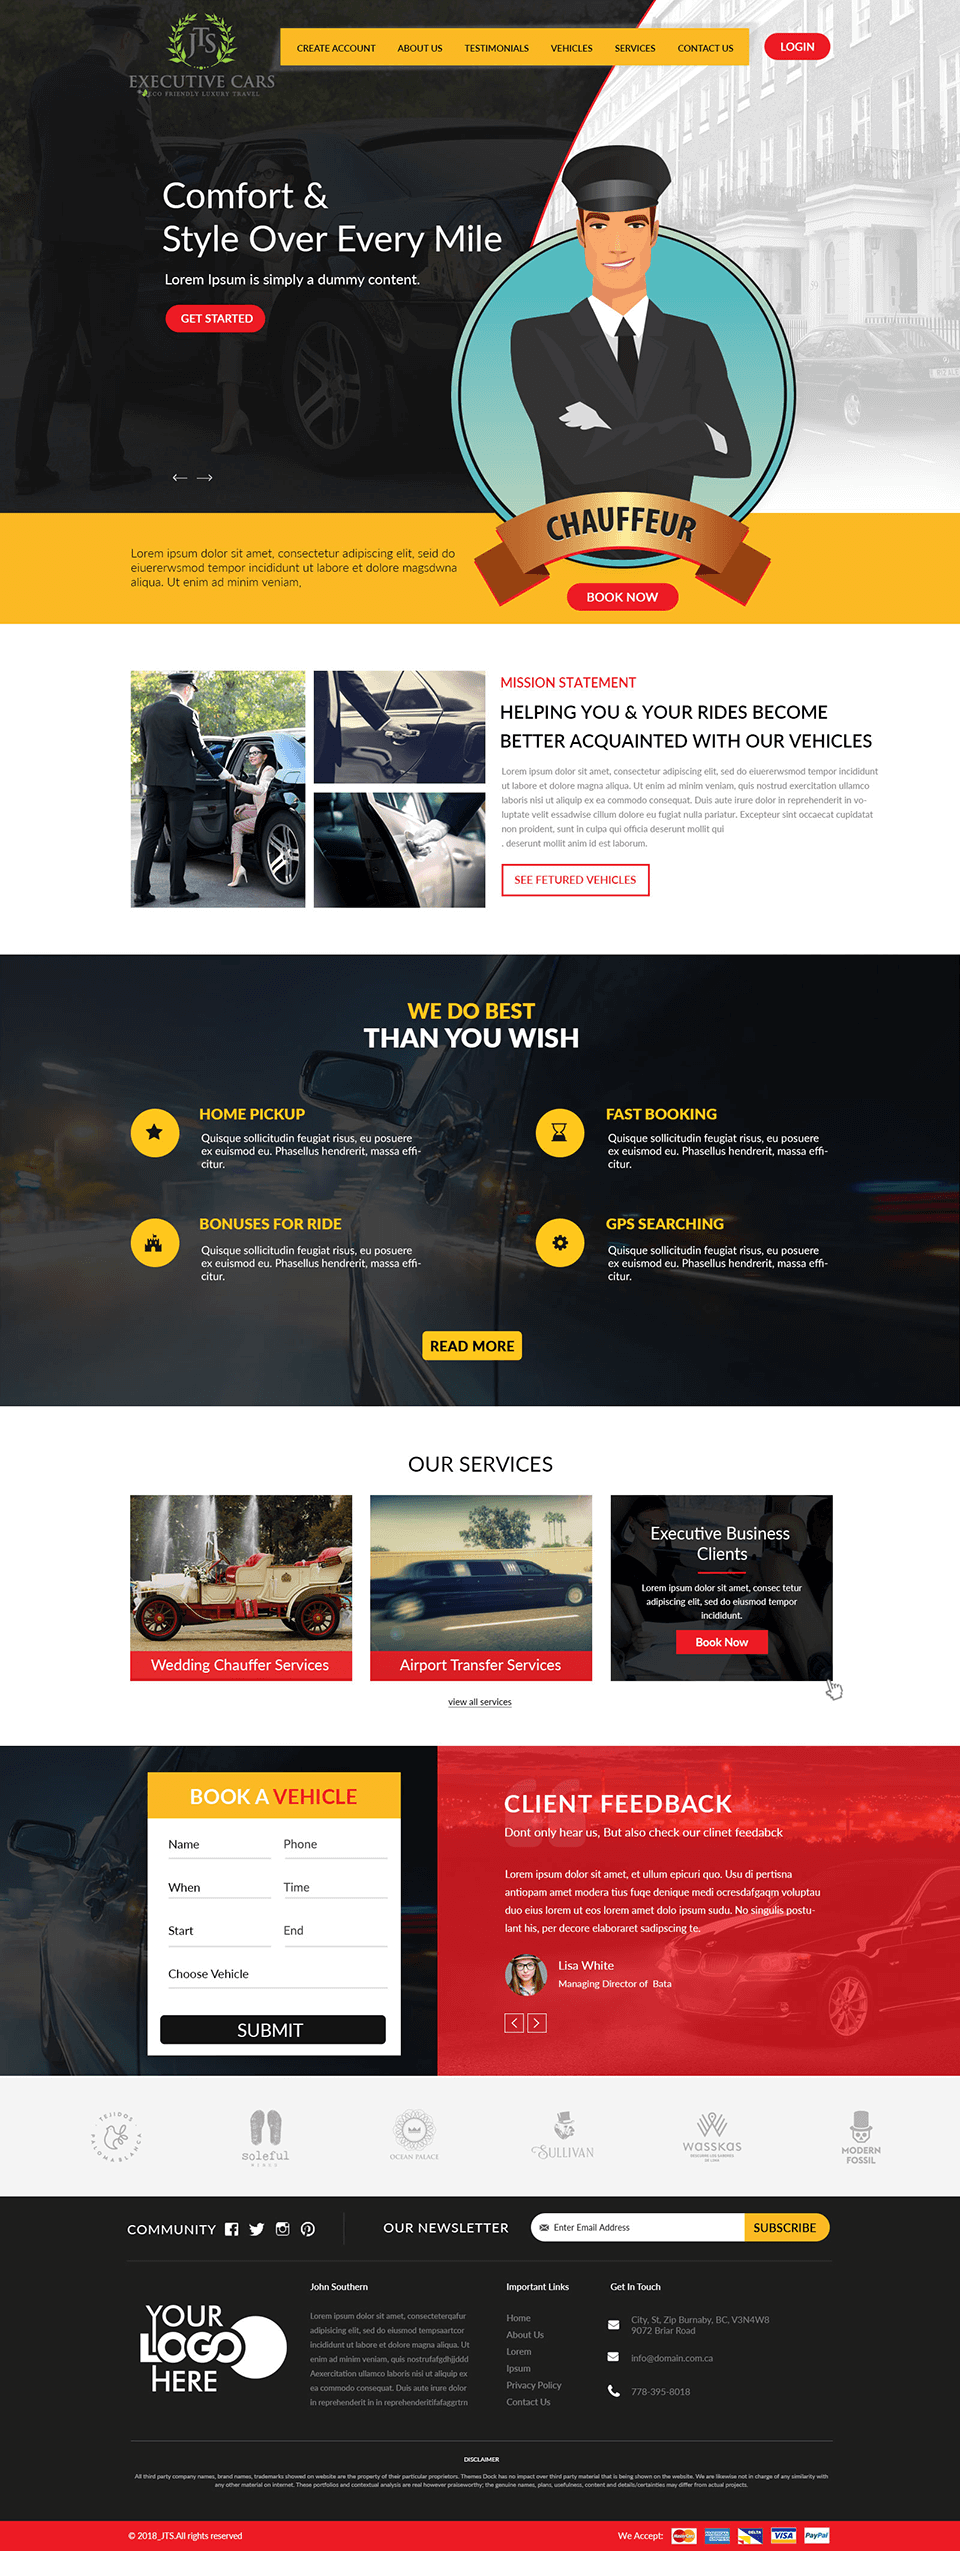 JTS
EXECUTIVE CARS
ECO FRIENDLY LUXURY TRAVEL
CREATE ACCOUNT
ABOUT US
TESTIMONIALS
VEHICLES
SERVICES
CONTACT US
LOGIN
Comfort &
Style Over Every Mile
Lorem Ipsum is simply a dummy content.
GET STARTED
CHAUFFEUR
BOOK NOW
Lorem ipsum dolor sit amet, consectetur adipiscing elit, seid do
eiuererwsmod tempor incididunt ut labore et dolore magsdwna
aliqua. Ut enim ad minim veniam,
MISSION STATEMENT
HELPING YOU & YOUR RIDES BECOME
BETTER ACQUAINTED WITH OUR VEHICLES
Lorem ipsum dolor sit amet, consectetur adipiscing elit, sed do eiuererwsmod tempor incididunt
ut labore et dolore magna aliqua. Ut enim ad minim veniam, quis nostrud exercitation ullamco
laboris nisi ut aliquip ex ea commodo consequat. Duis aute irure dolor in reprehenderit in vo-
luptate velit essadwise cillum dolore eu fugiat nulla pariatur. Excepteur sint occaecat cupidatat
non proident, sunt in culpa qui officia deserunt mollit qui
. deserunt mollit anim id est laborum.
SEE FETURED VEHICLES
WE DO BEST
THAN YOU WISH
HOME PICKUP
Quisque sollicitudin feugiat risus, eu posuere
ex euismod eu. Phasellus hendrerit, massa effi-
citur.
FAST BOOKING
Quisque sollicitudin feugiat risus, eu posuere
ex euismod eu. Phasellus hendrerit, massa effi-
citur.
BONUSES FOR RIDE
Quisque sollicitudin feugiat risus, eu posuere
ex euismod eu. Phasellus hendrerit, massa effi-
citur.
GPS SEARCHING
Quisque sollicitudin feugiat risus, eu posuere
ex euismod eu. Phasellus hendrerit, massa effi-
citur.
READ MORE
OUR SERVICES
Wedding Chauffer Services
Airport Transfer Services
Executive Business
Clients
Lorem ipsum dolor sit amet, consec tetur
adipiscing elit, sed do eiusmod tempor
incididunt.
Book Now
view all services
BOOK A VEHICLE
Name
Phone
When
Time
Start
End
Choose Vehicle
SUBMIT
CLIENT FEEDBACK
Dont only hear us, But also check our clinet feedabck
Lorem ipsum dolor sit amet, et ullum epicuri quo. Usu di pertisna
antiopam amet modera tius fuqe denique medi ocresdafgaqm voluptau
duo eius lorem ut eos lorem amet dolo ipsum sudu. No singulis postu-
lant his, per decore elaboraret sadipscing te.
Lisa White
Managing Director of Bata
TEJIDOS
PALOMABLANCA
soleful
WINGS
OCEAN PALACE
SULLIVAN
WASSKAS
MODERN
FOSSIL
COMMUNITY
OUR NEWSLETTER
Enter Email Address
SUBSCRIBE
YOUR
LOGO
HERE
John Southern
Lorem ipsum dolor sit amet, consecteterqafur
adipisicing elit, sed do eiusmod tempsaartcor
incididunt ut labore et dolore magna aliqua. Ut
enim ad minim veniam, quis nostrufafgdhjjddd
Aexercitation ullamco laboris nisi ut aliquip ex
ea commodo consequat. Duis aute irure dolor
in reprehenderit in in reprehenderitifafaggrtrn
Important Links
Home
About Us
Lorem
Ipsum
Privacy Policy
Contact Us
Get In Touch
City, St, Zip Burnaby, BC, V3N4W8
9072 Briar Road
info@domain.com.ca
778-395-8018
DISCLAIMER
All third party company names, brand names, trademarks showed on website are the property of their particular proprietors. Themes Dock has no impact over third party material that is being shown on the website. We are likewise not in charge of any similarity with
any other material on internet. These portfolios and contextual analysis are real however praiseworthy; the genuine names, plans, usefulness, content and details/certainties may differ from actual projects.
© 2018_JTS.All rights reserved
We Accept:
MasterCard
AMERICAN EXPRESS
DELTA
VISA
PayPal